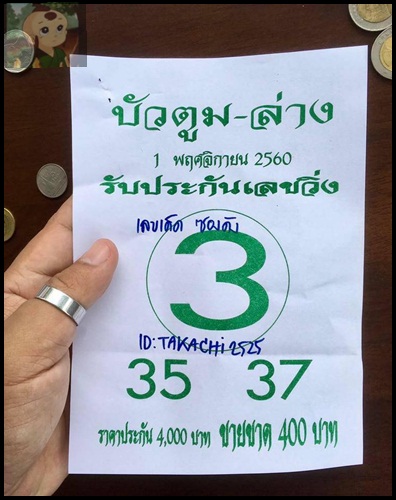 บัวตูม-ล่าง
1 พฤศจิกายน 2560
รับประกันเลขวิ่ง
เลขเด็ด ซองดัง
3
ID: TAKACHi2525
35 37
ราคาประกัน 4,000 บาท ขายขาด 400 บาท